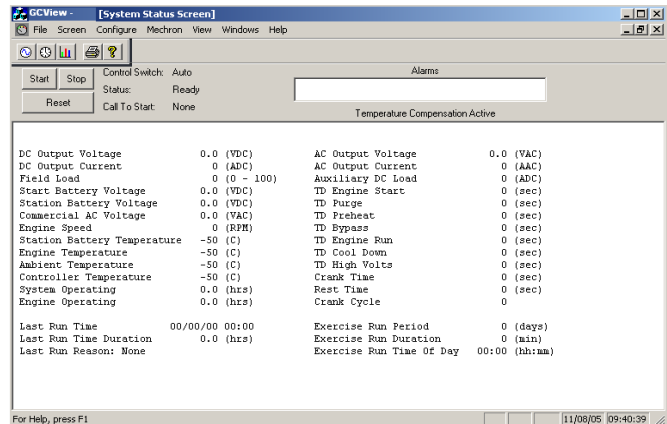 GCView - [System Status Screen]
File Screen Configure Mechron View Windows Help
Start Stop
Reset
Control Switch: Auto
Status: Ready
Call To Start: None
Alarms
Temperature Compensation Active
DC Output Voltage 0.0 (VDC) AC Output Voltage 0.0 (VAC)
DC Output Current 0 (ADC) AC Output Current 0 (AAC)
Field Load 0 (0 - 100) Auxiliary DC Load 0 (ADC)
Start Battery Voltage 0.0 (VDC) TD Engine Start 0 (sec)
Station Battery Voltage 0.0 (VDC) TD Purge 0 (sec)
Commercial AC Voltage 0.0 (VAC) TD Preheat 0 (sec)
Engine Speed 0 (RPM) TD Bypass 0 (sec)
Station Battery Temperature -50 (C) TD Engine Run 0 (sec)
Engine Temperature -50 (C) TD Cool Down 0 (sec)
Ambient Temperature -50 (C) TD High Volts 0 (sec)
Controller Temperature -50 (C) Crank Time 0 (sec)
System Operating 0.0 (hrs) Rest Time 0 (sec)
Engine Operating 0.0 (hrs) Crank Cycle 0
Last Run Time 00/00/00 00:00 Exercise Run Period 0 (days)
Last Run Time Duration 0.0 (hrs) Exercise Run Duration 0 (min)
Last Run Reason: None Exercise Run Time Of Day 00:00 (hh:mm)
For Help, press F1 11/08/05 09:40:39